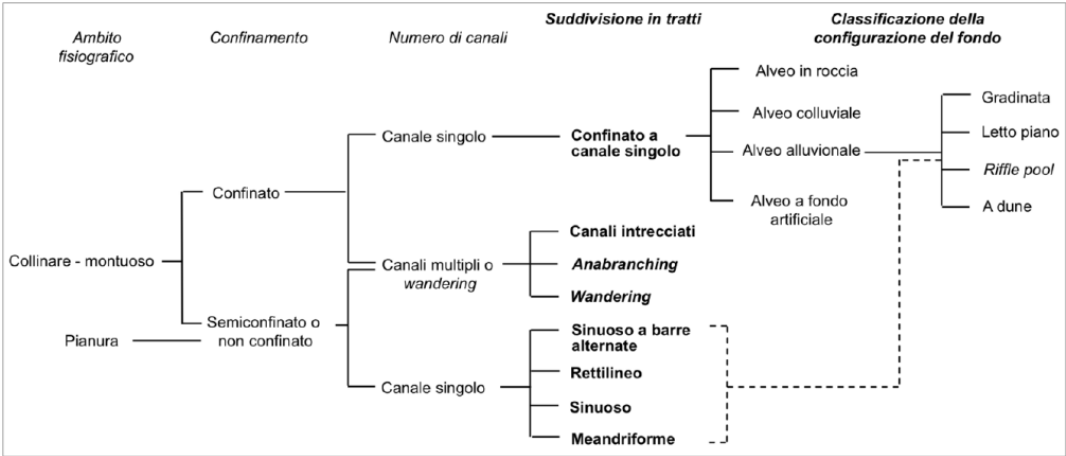 Ambito
fisiografico
Confinamento
Numero di canali
Suddivisione in tratti
Classificazione della
configurazione del fondo
Collinare - montuoso
Pianura
Confinato
Semiconfinato o
non confinato
Canale singolo
Canali multipli o
wandering
Canale singolo
Confinato a
canale singolo
Canali intrecciati
Anabranching
Wandering
Sinuoso a barre
alternate
Rettilineo
Sinuoso
Meandriforme
Alveo in roccia
Alveo colluviale
Alveo alluvionale
Alveo a fondo
artificiale
Gradinata
Letto piano
Riffle pool
A dune